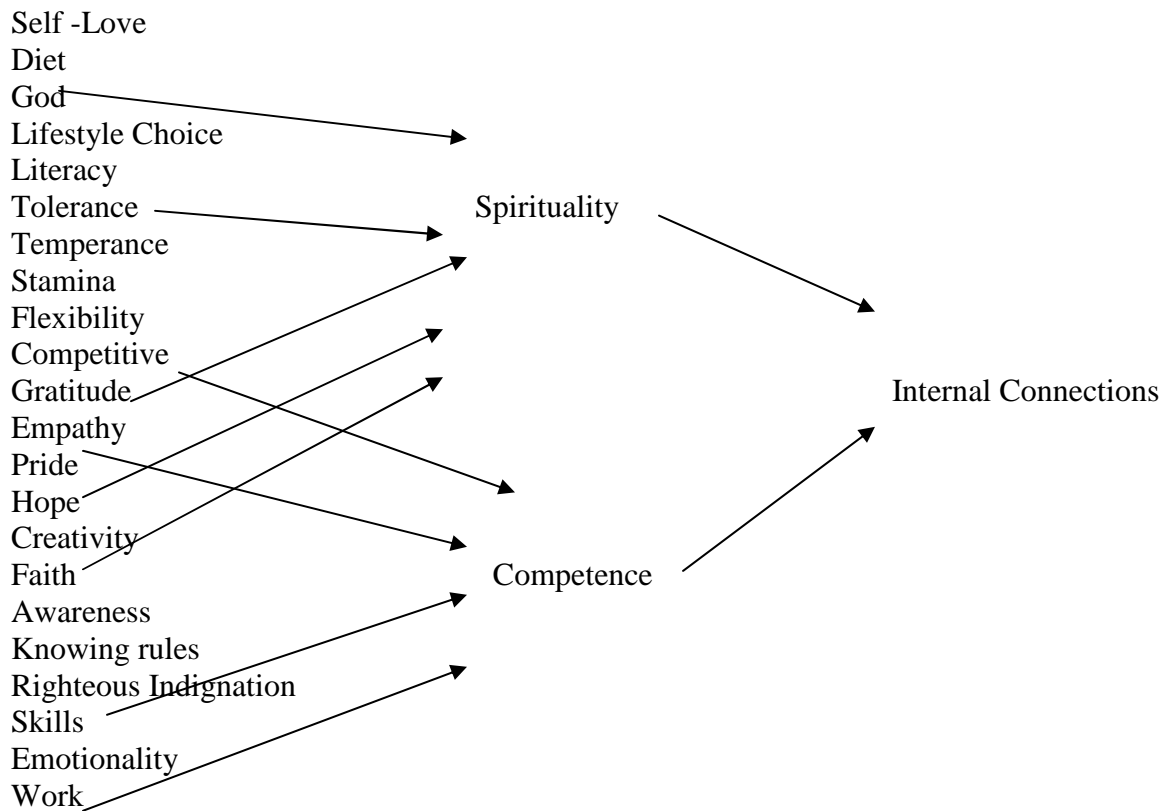 Self -Love
Diet
God
Lifestyle Choice
Literacy
Tolerance
Temperance
Stamina
Flexibility
Competitive
Gratitude
Empathy
Pride
Hope
Creativity
Faith
Awareness
Knowing rules
Righteous Indignation
Skills
Emotionality
Work
Spirituality
Competence
Internal Connections